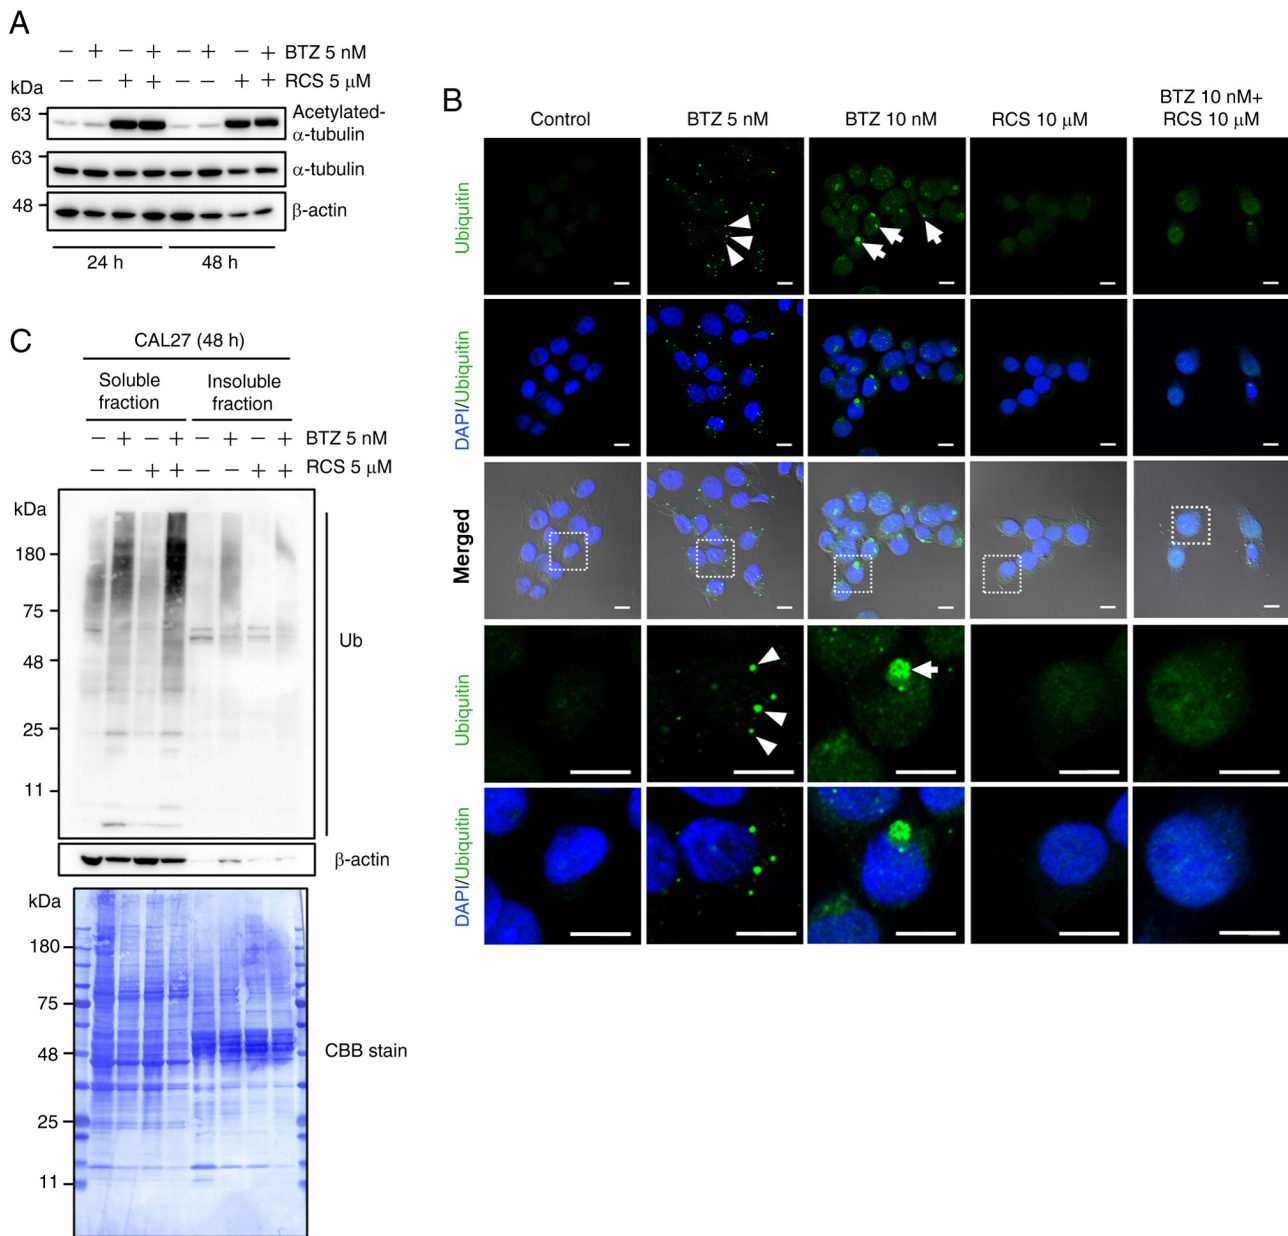 A
− + − + − + − + BTZ 5 nM
− − + + − − + + RCS 5 μM
kDa
63
Acetylated-
α-tubulin
63
α-tubulin
48
β-actin
24 h 48 h
B
Control
BTZ 5 nM
BTZ 10 nM
RCS 10 μM
BTZ 10 nM+
RCS 10 μM
Ubiquitin
DAPI/Ubiquitin
Merged
Ubiquitin
DAPI/Ubiquitin
C
CAL27 (48 h)
Soluble
fraction
Insoluble
fraction
− + − + − + − + BTZ 5 nM
− − + + − − + + RCS 5 μM
kDa
180
75
48
25
11
Ub
β-actin
kDa
180
75
48
25
11
CBB stain